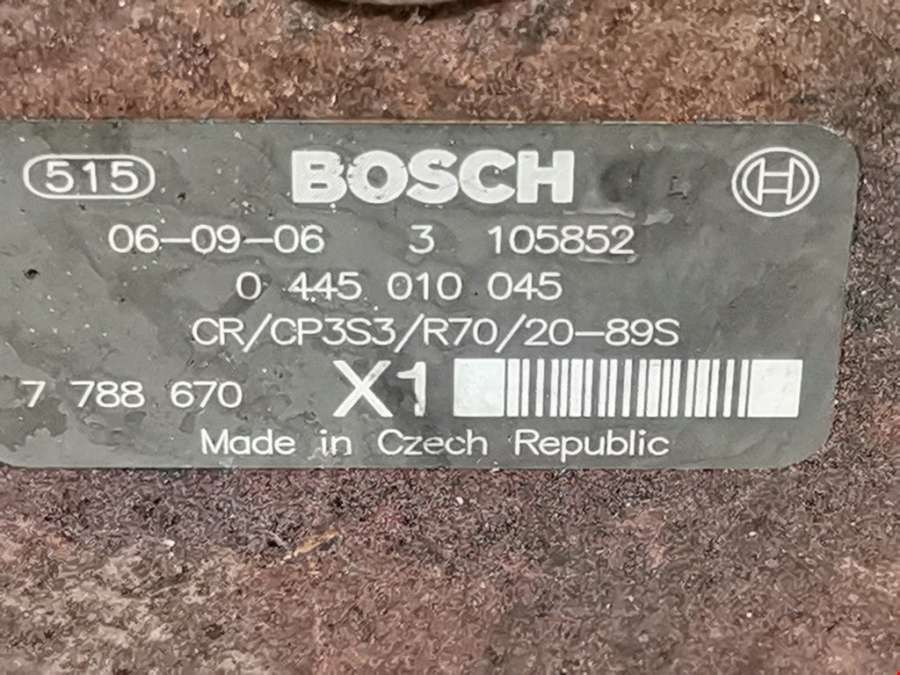 515 BOSCH
06-09-06 3 105852
0 445 010 045
CR/CP3S3/R70/20-89S
7 788 670 X1
Made in Czech Republic